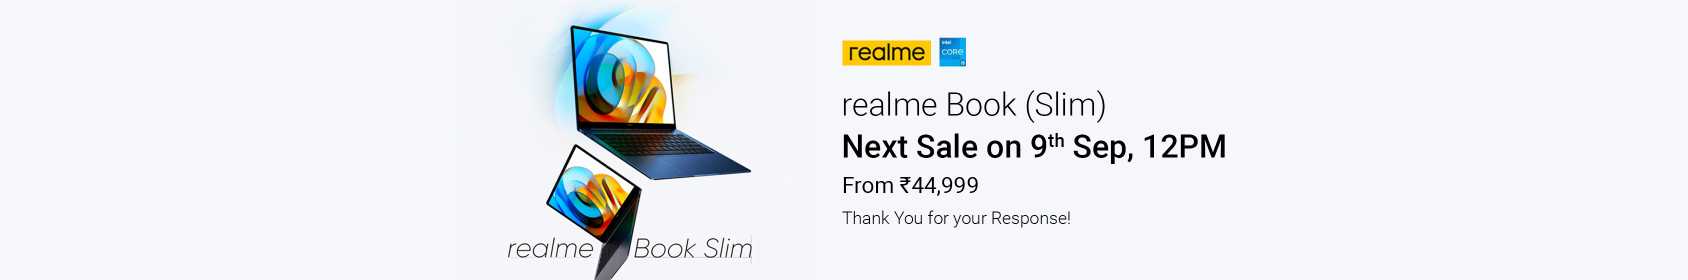 realme
intel
CORE
realme Book (Slim)
Next Sale on 9th Sep, 12PM
From ₹44,999
Thank You for your Response!
realme Book Slim